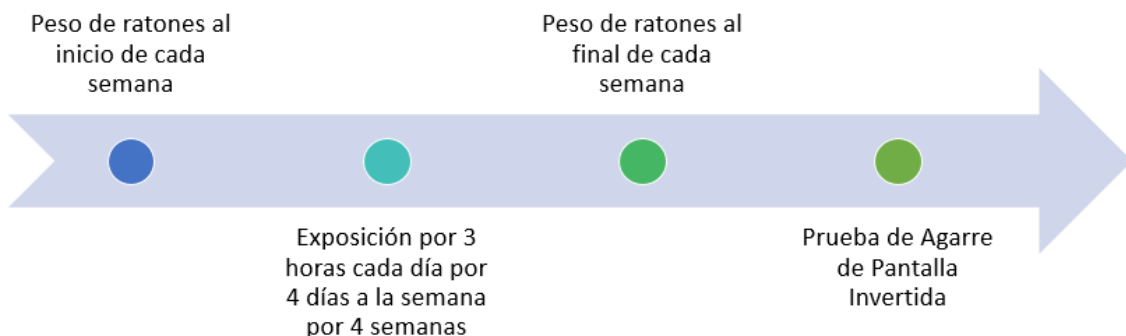 Peso de ratones al
inicio de cada
semana
Exposición por 3
horas cada día por
4 días a la semana
por 4 semanas
Peso de ratones al
final de cada
semana
Prueba de Agarre
de Pantalla
Invertida